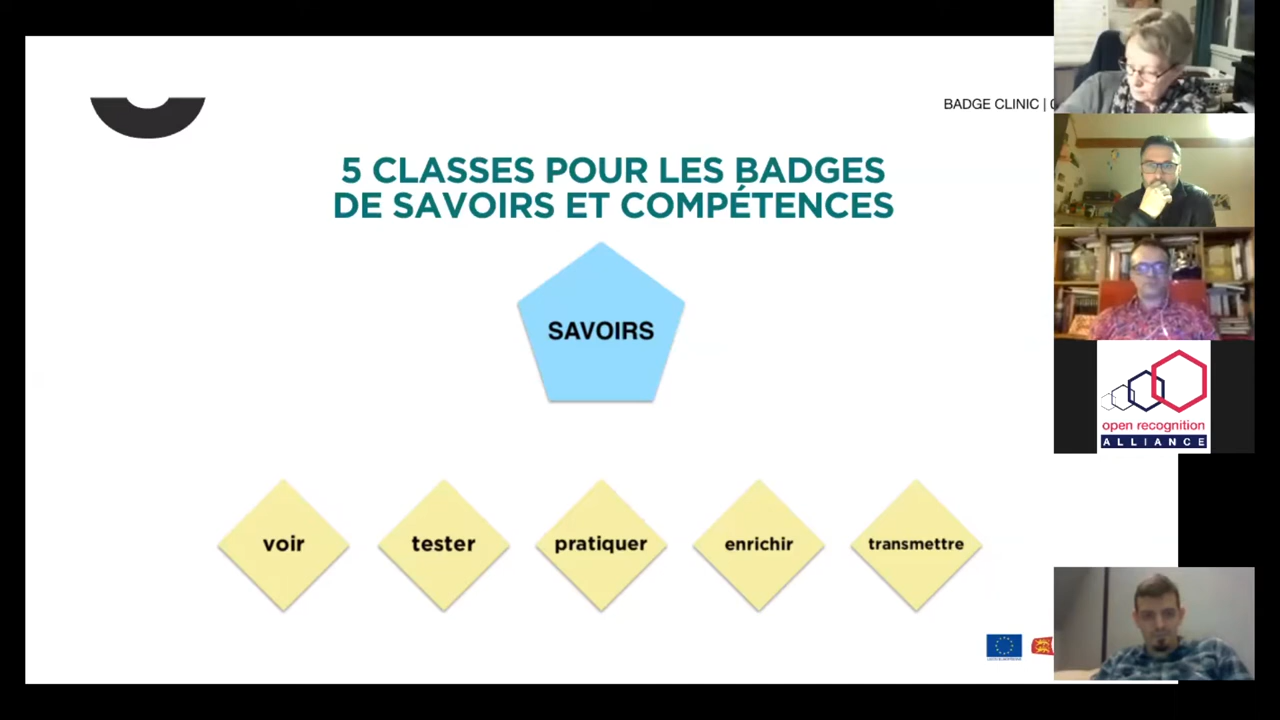 BADGE CLINIC |
5 CLASSES POUR LES BADGES
DE SAVOIRS ET COMPÉTENCES
SAVOIRS
voir
tester
pratiquer
enrichir
transmettre
open recognition
ALLIANCE